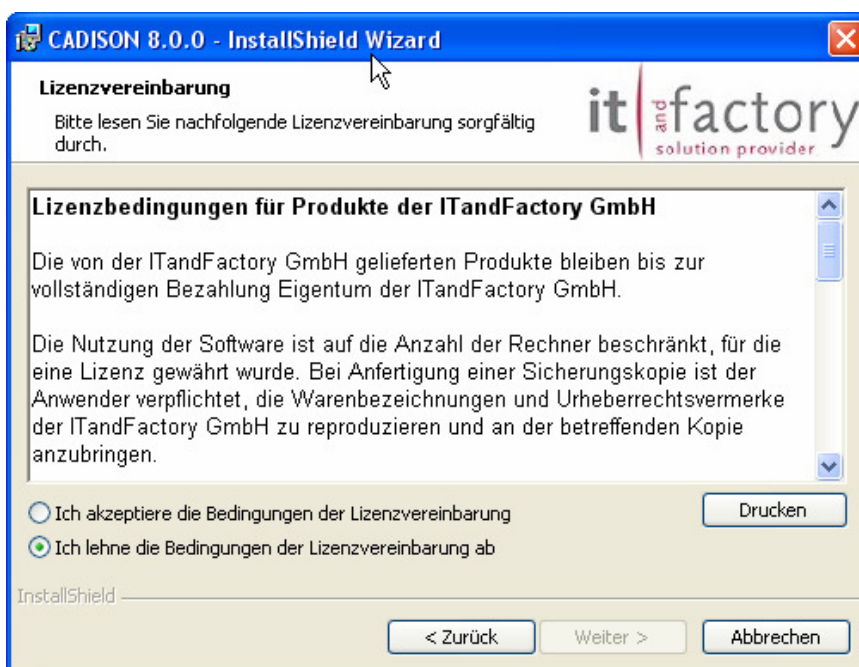 CADISON 8.0.0 - InstallShield Wizard
Lizenzvereinbarung
Bitte lesen Sie nachfolgende Lizenzvereinbarung sorgfältig
durch.
it and factory
solution provider
Lizenzbedingungen für Produkte der ITandFactory GmbH
Die von der ITandFactory GmbH gelieferten Produkte bleiben bis zur
vollständigen Bezahlung Eigentum der ITandFactory GmbH.
Die Nutzung der Software ist auf die Anzahl der Rechner beschränkt, für die
eine Lizenz gewährt wurde. Bei Anfertigung einer Sicherungskopie ist der
Anwender verpflichtet, die Warenbezeichnungen und Urheberrechtsvermerke
der ITandFactory GmbH zu reproduzieren und an der betreffenden Kopie
anzubringen.
Ich akzeptiere die Bedingungen der Lizenzvereinbarung
Drucken
Ich lehne die Bedingungen der Lizenzvereinbarung ab
InstallShield
< Zurück
Weiter >
Abbrechen